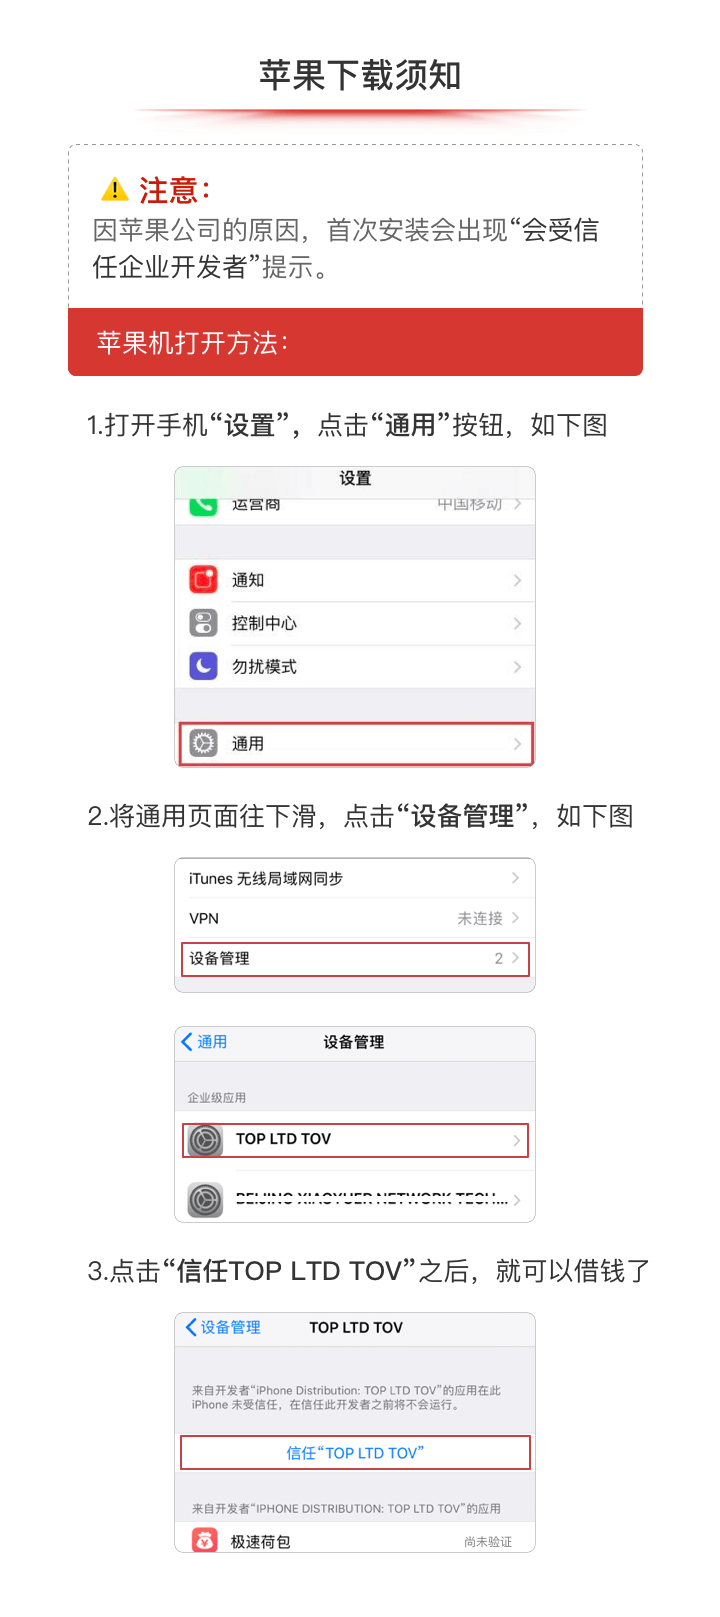 苹果下载须知
注意：
因苹果公司的原因，首次安装会出现“会受信
任企业开发者”提示。
苹果机打开方法：
1.打开手机“设置”，点击“通用”按钮，如下图
设置
运营商 中国移动
通知
控制中心
勿扰模式
通用
2.将通用页面往下滑，点击“设备管理”，如下图
iTunes 无线局域网同步
VPN 未连接
设备管理 2
通用 设备管理
企业级应用
TOP LTD TOV
BEIJING XIAOYUER NETWORK TECH...
3.点击“信任TOP LTD TOV”之后，就可以借钱了
设备管理 TOP LTD TOV
来自开发者“iPhone Distribution: TOP LTD TOV”的应用在此
iPhone 未受信任，在信任此开发者之前将不会运行。
信任“TOP LTD TOV”
来自开发者“IPHONE DISTRIBUTION: TOP LTD TOV”的应用
极速荷包 尚未验证